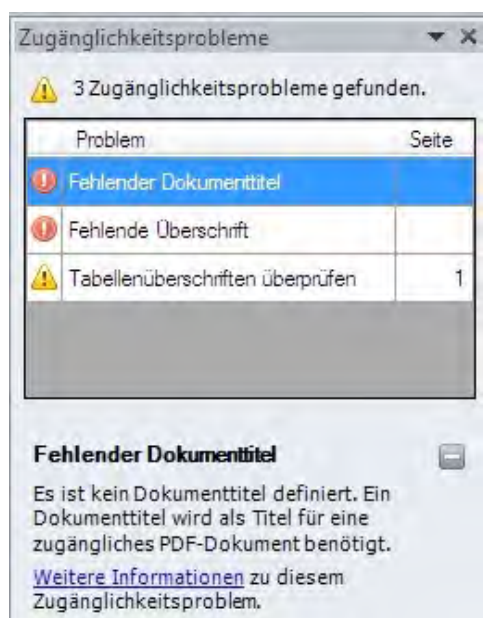 Zugänglichkeitsprobleme
3 Zugänglichkeitsprobleme gefunden.
Problem Seite
Fehlender Dokumenttitel
Fehlende Überschrift
Tabellenüberschriften überprüfen 1
Fehlender Dokumenttitel
Es ist kein Dokumenttitel definiert. Ein
Dokumenttitel wird als Titel für eine
zugängliches PDF-Dokument benötigt.
Weitere Informationen zu diesem
Zugänglichkeitsproblem.